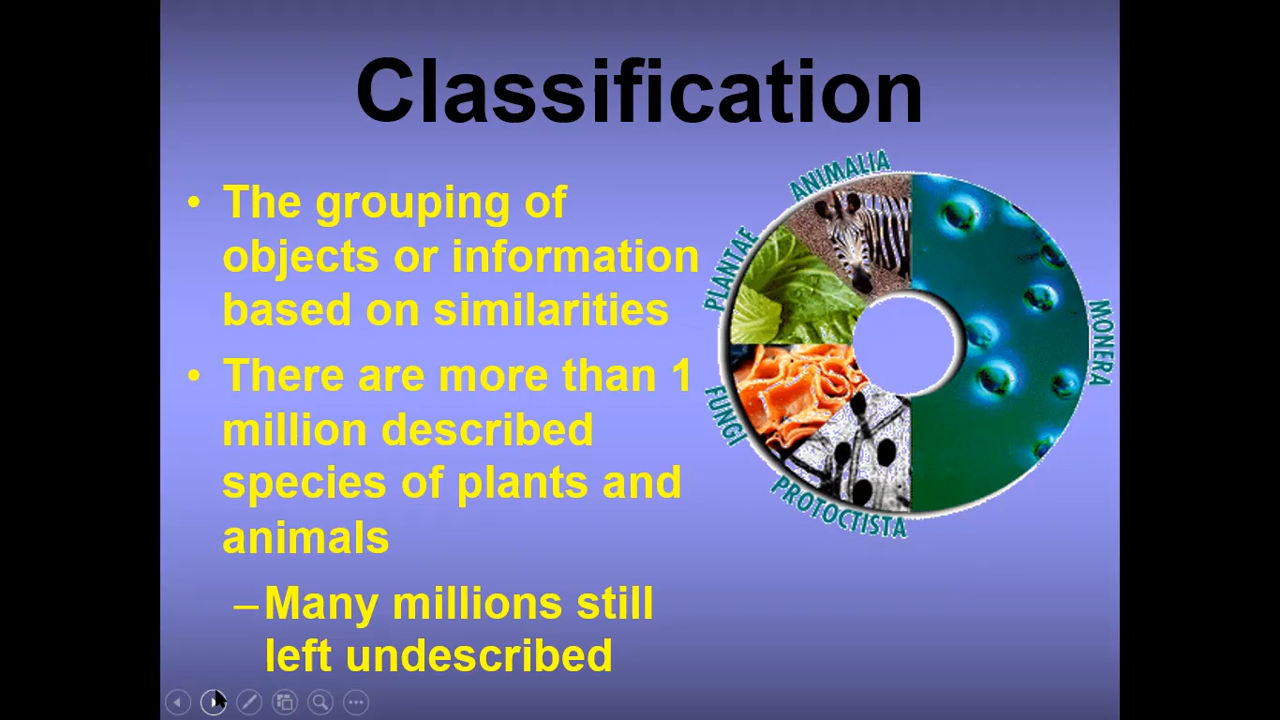 Classification
• The grouping of
objects or information
based on similarities
• There are more than 1
million described
species of plants and
animals
– Many millions still
left undescribed
ANIMALIA
PLANTAE
MONERA
FUNGI
PROTOCTISTA